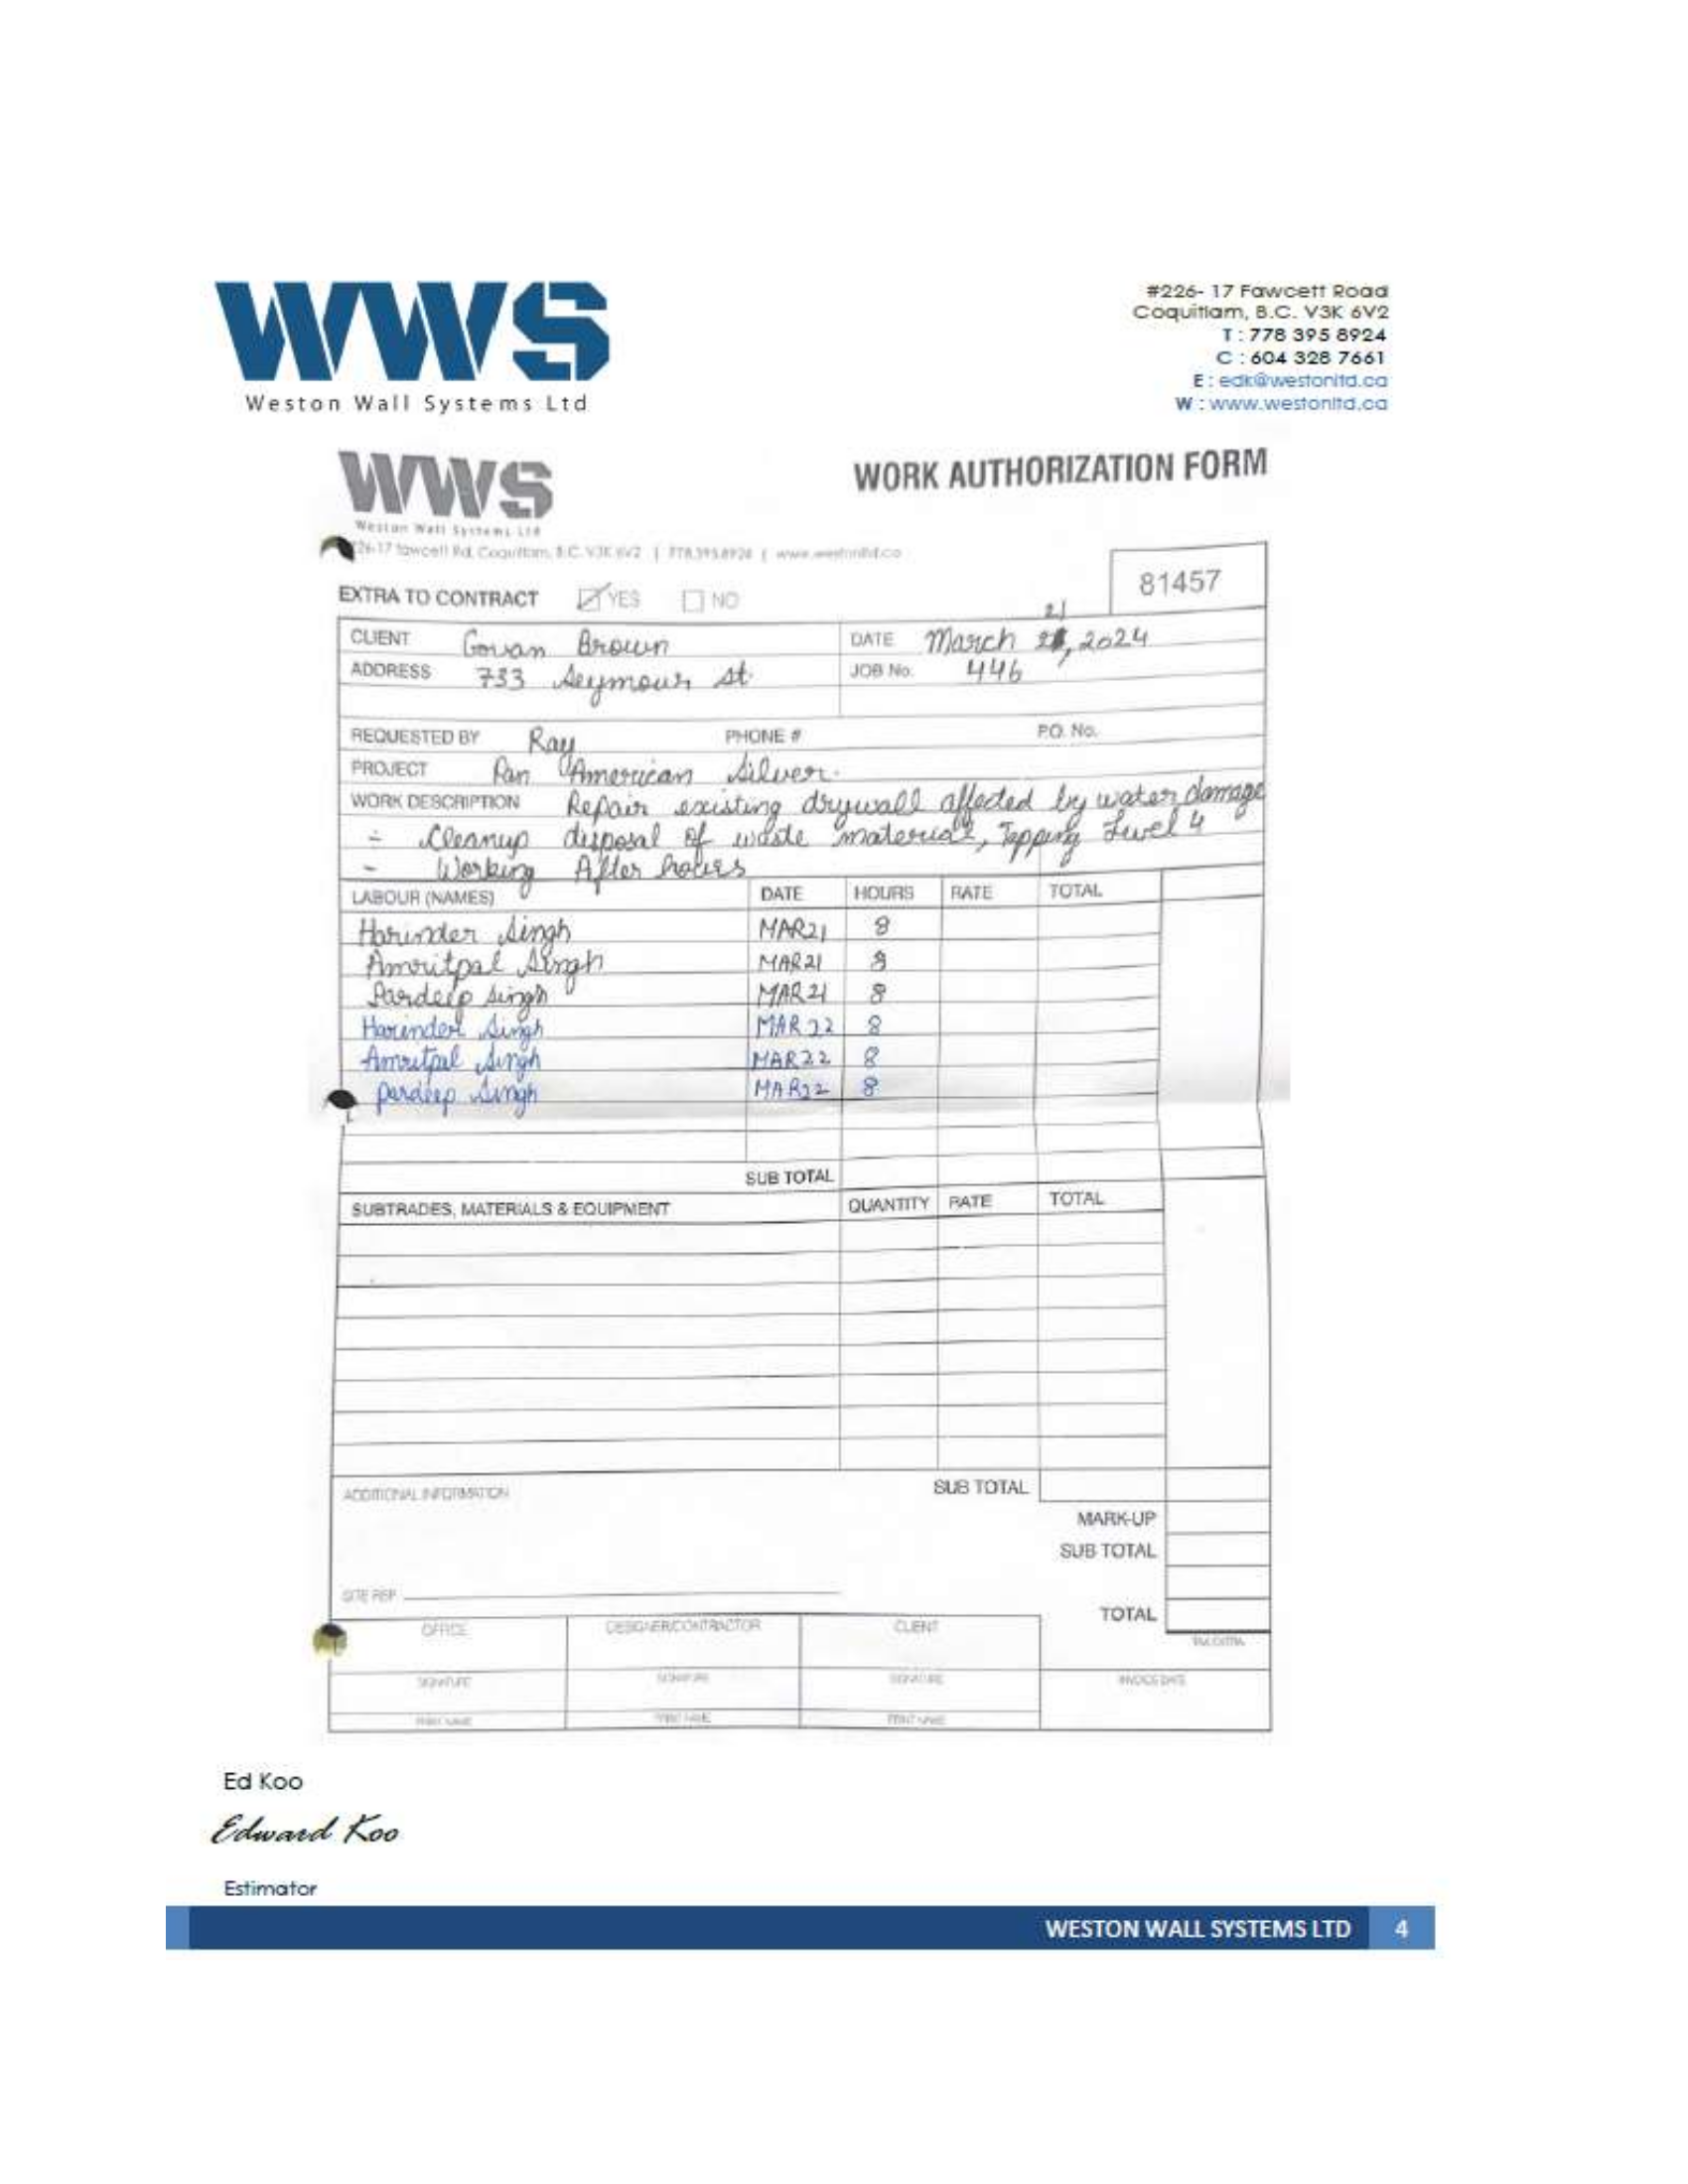 WWS
Weston Wall Systems Ltd
#226- 17 Fawcett Road
Coquitlam, B.C. V3K 6V2
T : 778 395 8924
C : 604 328 7661
E : edk@westonltd.ca
W : www.westonltd.ca
WWS
Weston Wall Systems Ltd
WORK AUTHORIZATION FORM
26-17 fawcett Rd, Coquitlam, B.C. V3K 6V2 | 778.395.8924 | www.westonltd.ca
81457
EXTRA TO CONTRACT YES NO
21
CLIENT Govan Brown DATE March 2024
ADDRESS 733 Seymour St. JOB No. 446
REQUESTED BY Ray PHONE # P.O. No.
PROJECT Pan American Silver.
WORK DESCRIPTION Repair existing drywall affected by water damage
- Cleanup disposal of waste material, Tapping Level 4
- Working After hours
LABOUR (NAMES) DATE HOURS RATE TOTAL
Harinder Singh MAR21 8
Amritpal Singh MAR21 8
Pardeep Singh MAR21 8
Harinder Singh MAR22 8
Amritpal Singh MAR22 8
Pardeep Singh MAR22 8
SUB TOTAL
SUBTRADES, MATERIALS & EQUIPMENT QUANTITY RATE TOTAL
ADDITIONAL INFORMATION SUB TOTAL
MARK-UP
SUB TOTAL
SITE REP
TOTAL
OFFICE DESIGNER/CONTRACTOR CLIENT
TAX EXTRA
SIGNATURE SIGNATURE SIGNATURE INVOICE DATE
PRINT NAME PRINT NAME PRINT NAME
Ed Koo
Edward Koo
Estimator
WESTON WALL SYSTEMS LTD 4